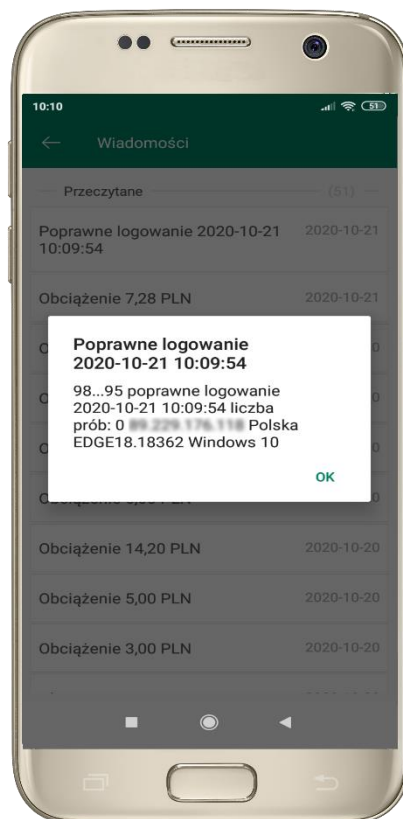 10:10
51
Wiadomości
Przeczytane (51)
Poprawne logowanie 2020-10-21 2020-10-21
10:09:54
Obciążenie 7,28 PLN 2020-10-21
Poprawne logowanie
2020-10-21 10:09:54
98...95 poprawne logowanie
2020-10-21 10:09:54 liczba
prób: 0 Polska
EDGE18.18362 Windows 10
OK
Obciążenie 14,20 PLN 2020-10-20
Obciążenie 5,00 PLN 2020-10-20
Obciążenie 3,00 PLN 2020-10-20